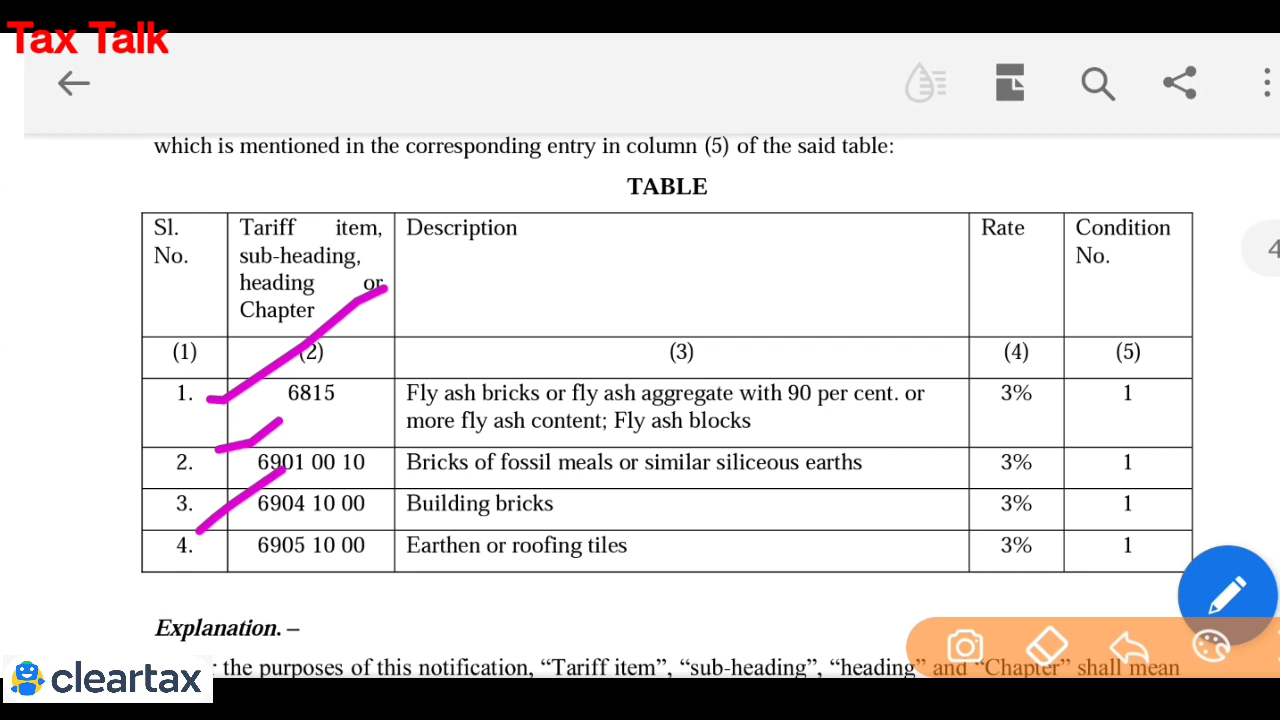 Tax Talk
which is mentioned in the corresponding entry in column (5) of the said table:
TABLE
Sl. No. Tariff item, sub-heading, heading or Chapter Description Rate Condition No.
(1) (2) (3) (4) (5)
1. 6815 Fly ash bricks or fly ash aggregate with 90 per cent. or more fly ash content; Fly ash blocks 3% 1
2. 6901 00 10 Bricks of fossil meals or similar siliceous earths 3% 1
3. 6904 10 00 Building bricks 3% 1
4. 6905 10 00 Earthen or roofing tiles 3% 1
4
Explanation. –
the purposes of this notification, “Tariff item”, “sub-heading”, “heading” and “Chapter” shall mean
cleartax